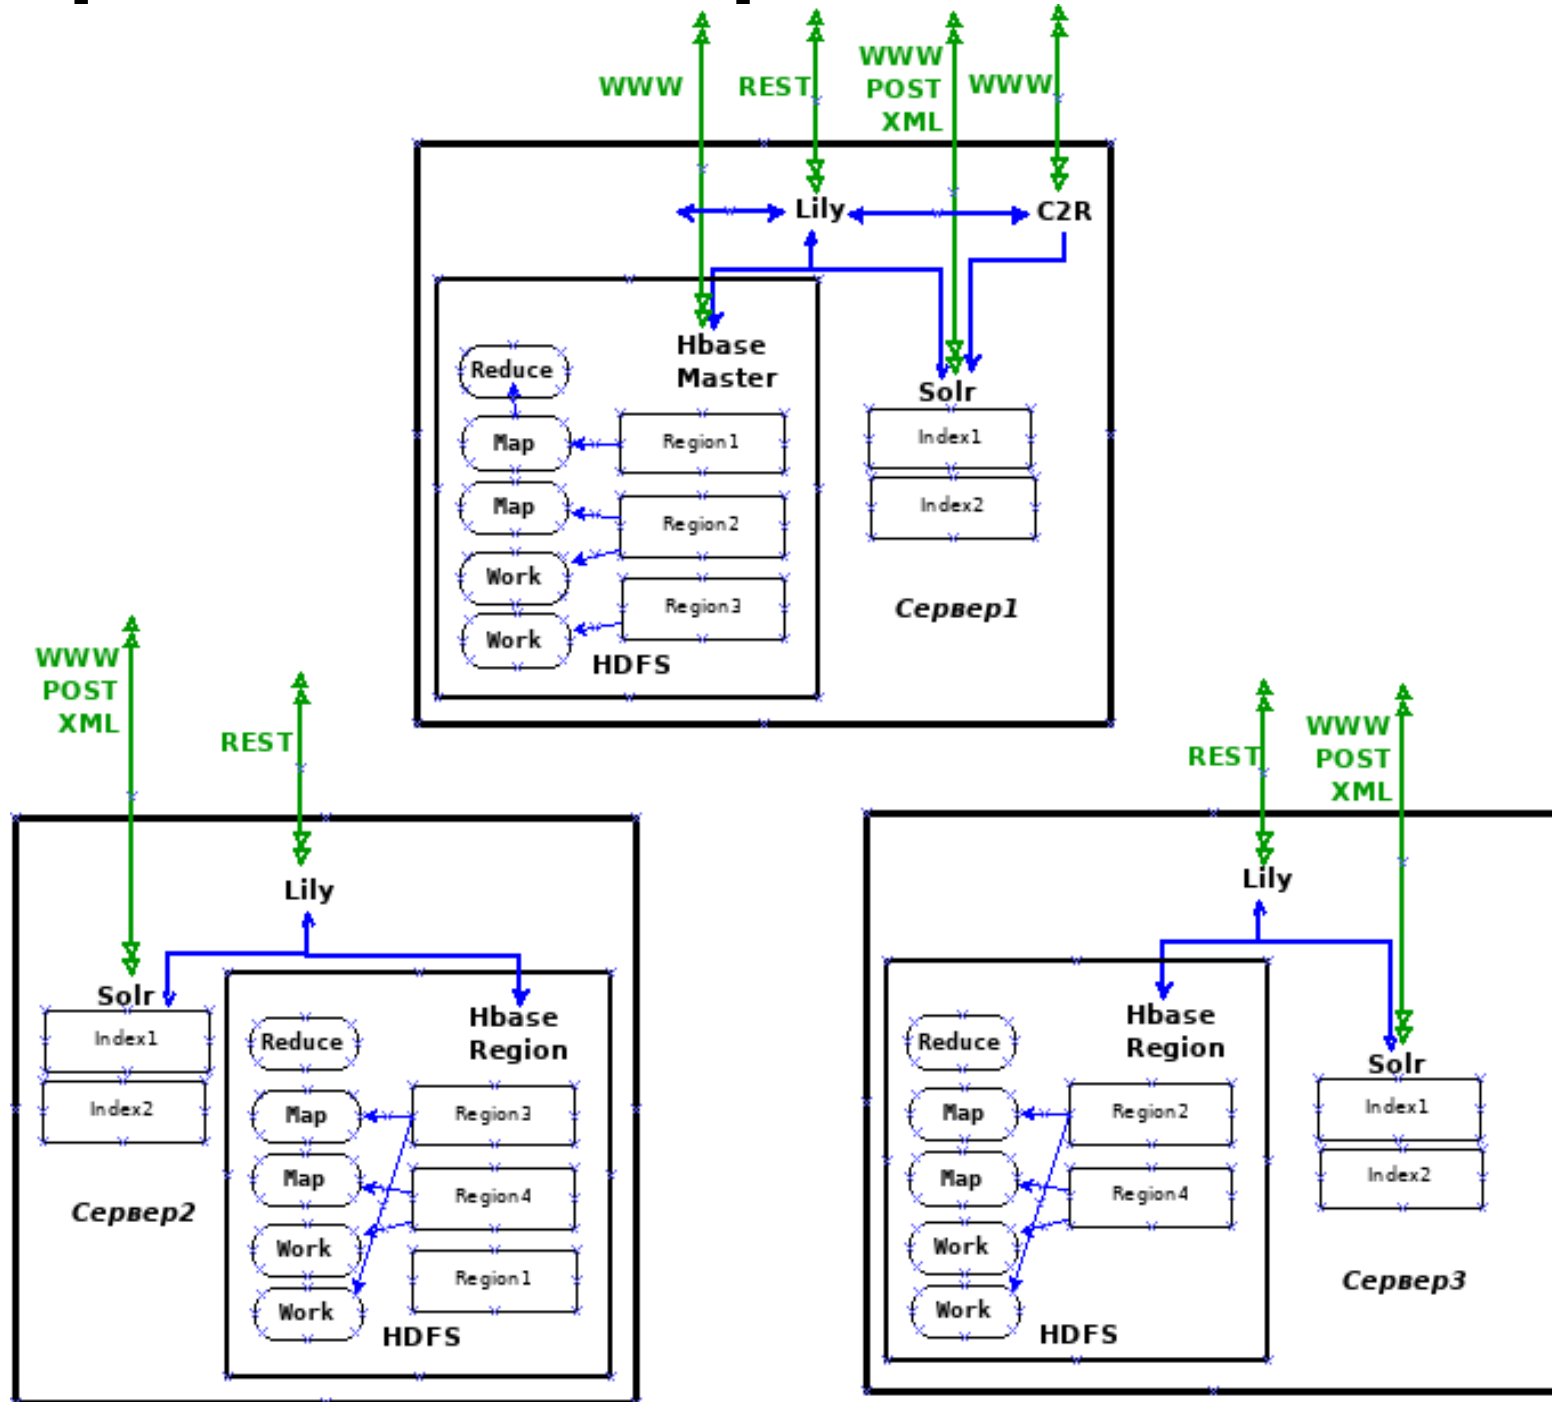 WWW
REST
WWW
POST
XML
WWW
Lily
C2R
Hbase
Master
Reduce
Map
Map
Work
Work
Region1
Region2
Region3
HDFS
Solr
Index1
Index2
Сервер1
WWW
POST
XML
REST
Lily
Solr
Index1
Index2
Сервер2
Hbase
Region
Reduce
Map
Map
Work
Work
Region3
Region4
Region1
HDFS
REST
WWW
POST
XML
Lily
Hbase
Region
Reduce
Map
Map
Work
Work
Region2
Region4
HDFS
Solr
Index1
Index2
Сервер3